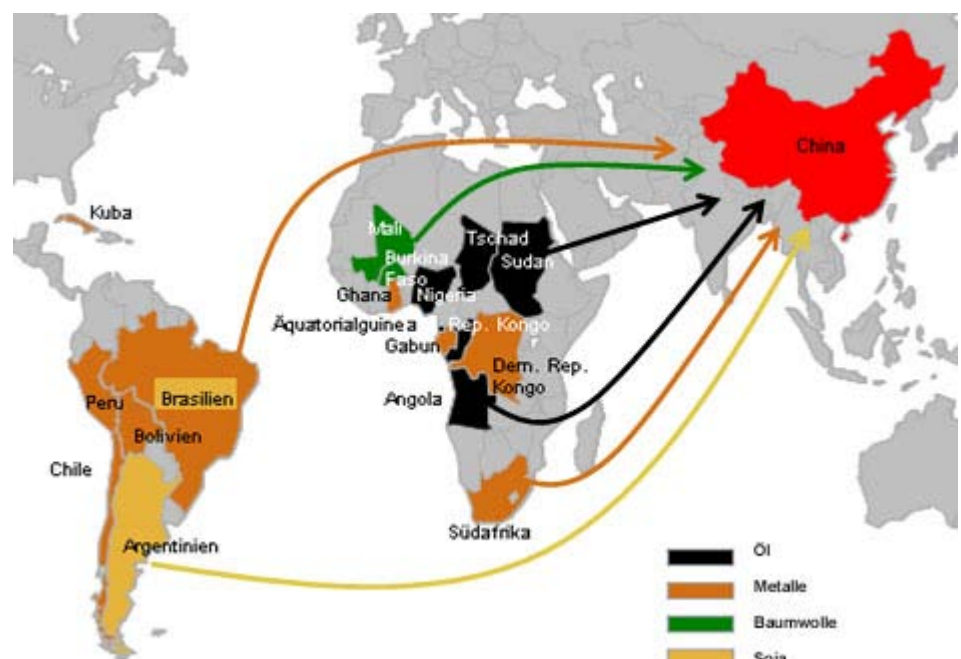 China
Kuba
Mali
Tschad
Burkina
Faso
Sudan
Ghana
Nigeria
Äquatorialguinea
Rep. Kongo
Gabun
Dem. Rep.
Kongo
Peru
Brasilien
Angola
Bolivien
Chile
Südafrika
Argentinien
Öl
Metalle
Baumwolle
Soja